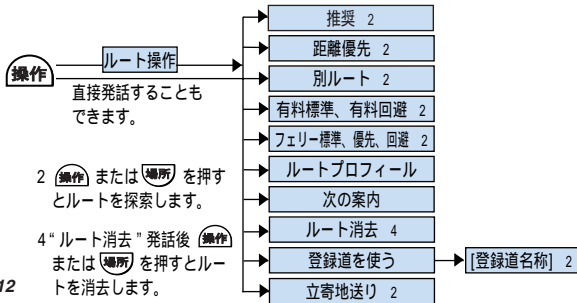 推奨 2
距離優先 2
操作 ルート操作
別ルート 2
直接発話することも
できます。
有料標準、有料回避 2
フェリー標準、優先、回避 2
ルートプロフィール
次の案内
ルート消去 4
登録道を使う [登録道名称] 2
立寄地送り 2
2 操作 または 場所 を押す
とルートを探索します。
4 “ ルート消去 ” 発話後 操作
または 場所 を押すとルー
トを消去します。
12